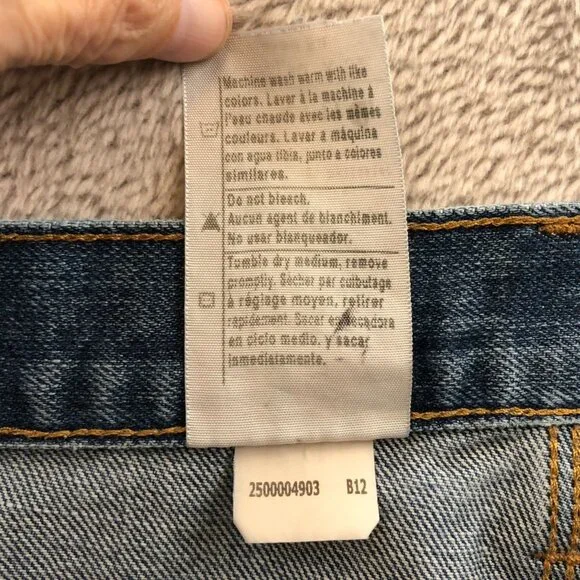 Machine wash warm with like
colors. Laver à la machine à
l'eau chaude avec les mêmes
couleurs. Lavar a máquina
con agua tibia, junto a colores
similares.
Do not bleach.
Aucun agent de blanchiment.
No usar blanqueador.
Tumble dry medium, remove
promptly. Sécher par culbutage
à réglage moyen, retirer
rapidement. Sacar en secadora
en ciclo medio. y sacar
inmediatamente.
2500004903 B12